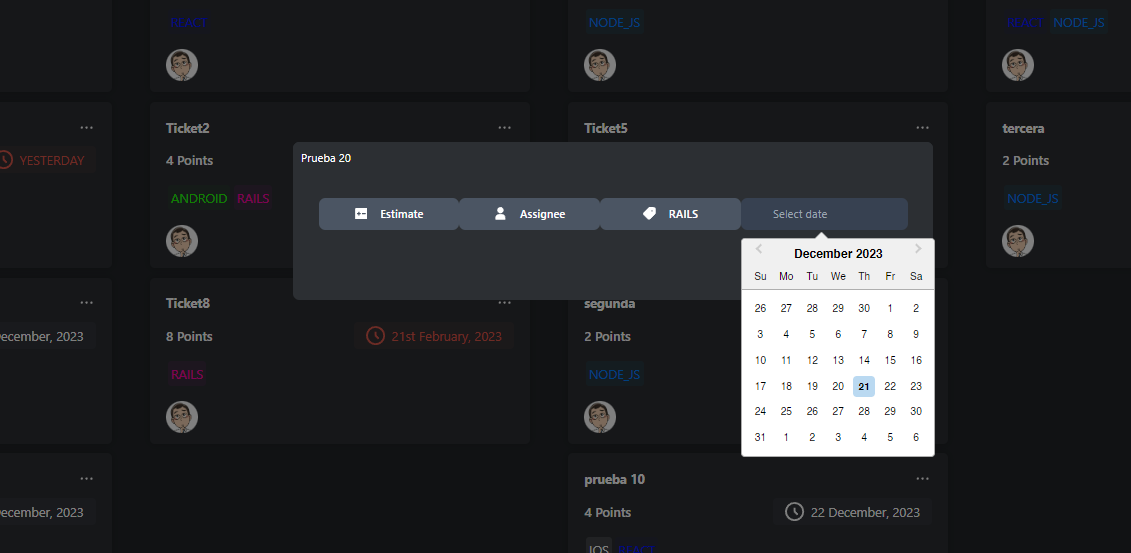 REACT
NODE_JS
REACT NODE_JS
YESTERDAY
Ticket2
4 Points
ANDROID RAILS
Ticket5
tercera
2 Points
NODE_JS
Prueba 20
Estimate
Assignee
RAILS
Select date
December 2023
Su Mo Tu We Th Fr Sa
26 27 28 29 30 1 2
3 4 5 6 7 8 9
10 11 12 13 14 15 16
17 18 19 20 21 22 23
24 25 26 27 28 29 30
31 1 2 3 4 5 6
ecember, 2023
Ticket8
8 Points
21st February, 2023
RAILS
segunda
2 Points
NODE_JS
ecember, 2023
prueba 10
4 Points
22 December, 2023
IOS REACT